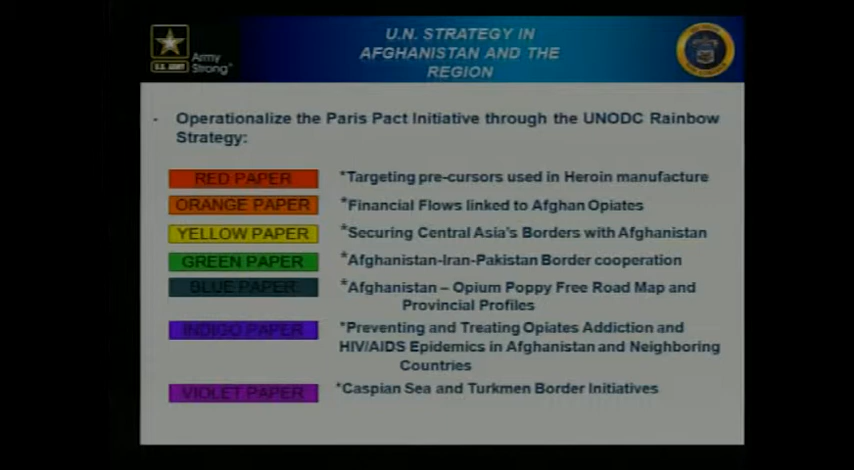 U.N. STRATEGY IN
AFGHANISTAN AND THE
REGION
U.S. ARMY
Army
Strong
- Operationalize the Paris Pact Initiative through the UNODC Rainbow
Strategy:
RED PAPER *Targeting pre-cursors used in Heroin manufacture
ORANGE PAPER *Financial Flows linked to Afghan Opiates
YELLOW PAPER *Securing Central Asia's Borders with Afghanistan
GREEN PAPER *Afghanistan-Iran-Pakistan Border cooperation
BLUE PAPER *Afghanistan – Opium Poppy Free Road Map and
Provincial Profiles
INDIGO PAPER *Preventing and Treating Opiates Addiction and
HIV/AIDS Epidemics in Afghanistan and Neighboring
Countries
VIOLET PAPER *Caspian Sea and Turkmen Border Initiatives